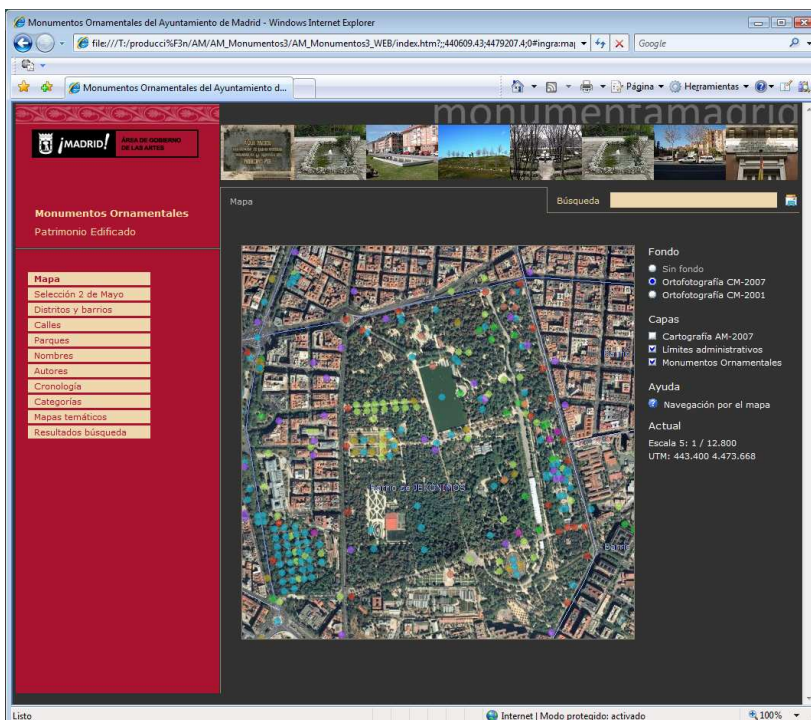 Monumentos Ornamentales del Ayuntamiento de Madrid - Windows Internet Explorer
file:///T:/producci%F3n/AM/AM_Monumentos3/AM_Monumentos3_WEB/index.htm?;;440609.43;4479207.4;0#ingra:ma
Google
Monumentos Ornamentales del Ayuntamiento d...
Página
Herramientas
monumentamadrid
¡MADRID!
ÁREA DE GOBIERNO
DE LAS ARTES
Monumentos Ornamentales
Patrimonio Edificado
Mapa
Búsqueda
Mapa
Selección 2 de Mayo
Distritos y barrios
Calles
Parques
Nombres
Autores
Cronología
Categorías
Mapas temáticos
Resultados búsqueda
Barrio de JERÓNIMOS
Barrio
Fondo
Sin fondo
Ortofotografía CM-2007
Ortofotografía CM-2001
Capas
Cartografía AM-2007
Límites administrativos
Monumentos Ornamentales
Ayuda
Navegación por el mapa
Actual
Escala 5: 1 / 12.800
UTM: 443.400 4.473.668
Listo
Internet | Modo protegido: activado
100%